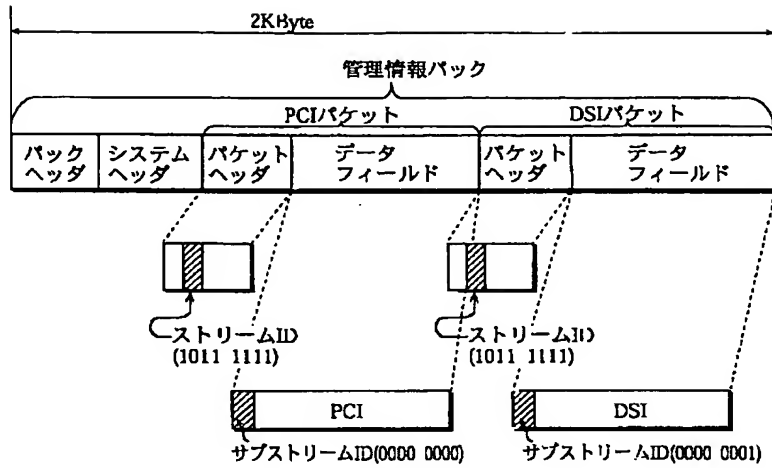 2KByte
管理情報パック
PCIパケット
DSIパケット
パック
ヘッダ
システム
ヘッダ
パケット
ヘッダ
データ
フィールド
パケット
ヘッダ
データ
フィールド
ストリームID
(1011 1111)
ストリームID
(1011 1111)
PCI
DSI
サブストリームID(0000 0000)
サブストリームID(0000 0001)